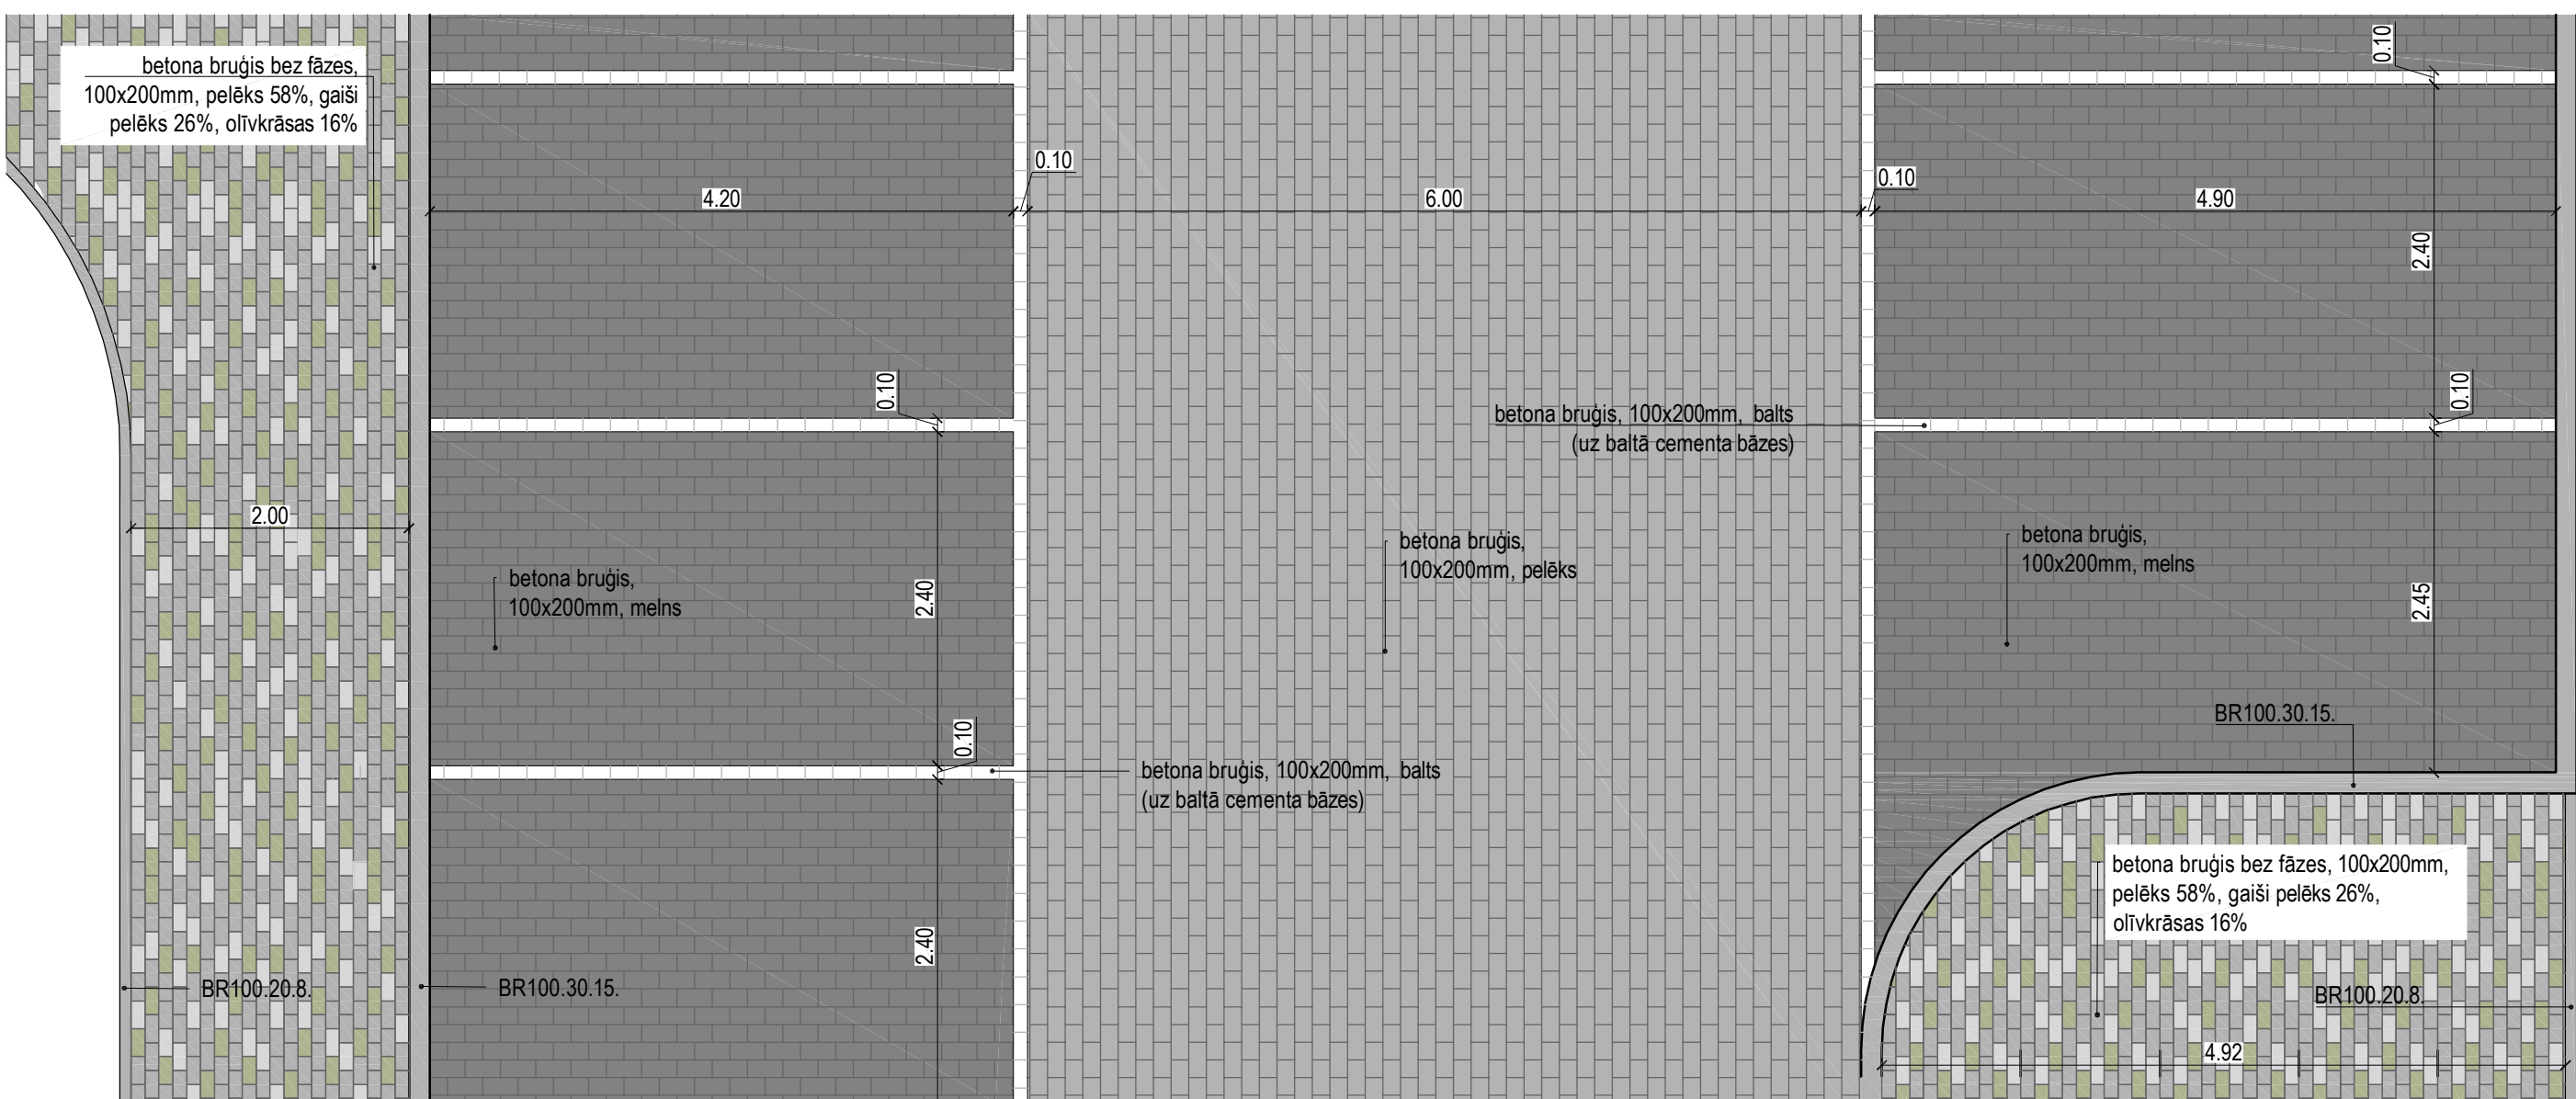 betona bruģis bez fāzes,
100x200mm, pelēks 58%, gaiši
pelēks 26%, olīvkrāsas 16%
0.10
0.10
0.10
4.20
6.00
4.90
2.40
0.10
0.10
betona bruģis, 100x200mm, balts
(uz baltā cementa bāzes)
2.00
betona bruģis,
100x200mm, melns
2.40
betona bruģis,
100x200mm, pelēks
betona bruģis,
100x200mm, melns
2.45
BR100.30.15.
0.10
betona bruģis, 100x200mm, balts
(uz baltā cementa bāzes)
betona bruģis bez fāzes, 100x200mm,
pelēks 58%, gaiši pelēks 26%,
olīvkrāsas 16%
2.40
BR100.20.8.
BR100.30.15.
BR100.20.8.
4.92